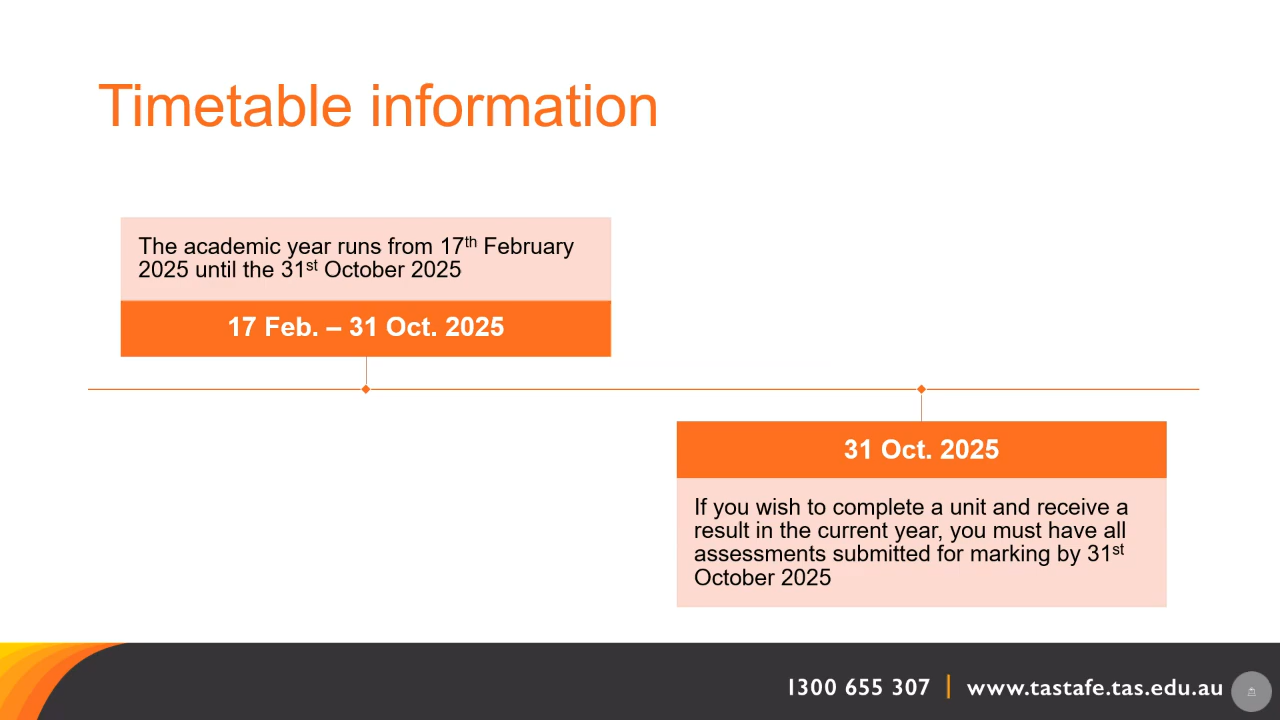 Timetable information
The academic year runs from 17th February
2025 until the 31st October 2025
17 Feb. – 31 Oct. 2025
31 Oct. 2025
If you wish to complete a unit and receive a
result in the current year, you must have all
assessments submitted for marking by 31st
October 2025
1300 655 307 | www.tastafe.tas.edu.au